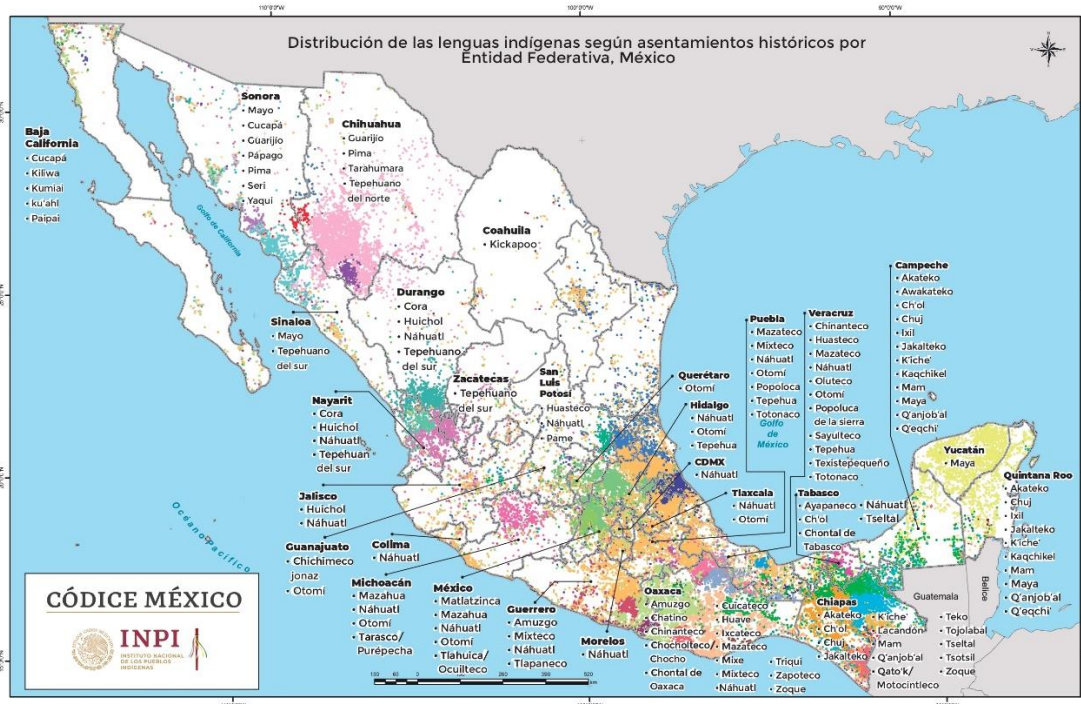 110°0'0"W
100°0'0"W
90°0'0"W
Distribución de las lenguas indígenas según asentamientos históricos por
Entidad Federativa, México
Baja
California
• Cucapá
• Kiliwa
• Kumiai
• ku'ahl
• Paipai
Sonora
• Mayo
• Cucapá
• Guarijío
• Pápago
• Pima
• Seri
• Yaqui
Chihuahua
• Guarijío
• Pima
• Tarahumara
• Tepehuano
del norte
Coahuila
• Kickapoo
Golfo de California
Sinaloa
• Mayo
• Tepehuano
del sur
Durango
• Cora
• Huichol
• Náhuatl
• Tepehuano
del sur
Zacatecas
• Tepehuano
del sur
San
Luis
Potosí
• Huasteco
• Náhuatl
• Pame
Nayarit
• Cora
• Huichol
• Náhuatl
• Tepehuan
del sur
Jalisco
• Huichol
• Náhuatl
Guanajuato
• Chichimeco
jonaz
• Otomí
Colima
• Náhuatl
Michoacán
• Mazahua
• Náhuatl
• Otomí
• Tarasco/
Purépecha
México
• Matlatzinca
• Mazahua
• Náhuatl
• Otomí
• Tlahuica/
Ocuilteco
Guerrero
• Amuzgo
• Mixteco
• Náhuatl
• Tlapaneco
Morelos
• Náhuatl
Querétaro
• Otomí
Hidalgo
• Náhuatl
• Otomí
• Tepehua
CDMX
• Náhuatl
Tlaxcala
• Náhuatl
• Otomí
Puebla
• Mazateco
• Mixteco
• Náhuatl
• Otomí
• Popoloca
• Tepehua
• Totonaco
Golfo
de
México
Veracruz
• Chinanteco
• Huasteco
• Mazateco
• Náhuatl
• Oluteco
• Otomí
• Popoluca
de la sierra
• Sayulteco
• Tepehua
• Texistepequeño
• Totonaco
Tabasco
• Ayapaneco
• Ch'ol
• Chontal de
Tabasco
• Náhuatl
• Tseltal
Campeche
• Akateko
• Awakateko
• Ch'ol
• Chuj
• Ixil
• Jakalteko
• K'iche'
• Kaqchikel
• Mam
• Maya
• Q'anjob'al
• Q'eqchi'
Yucatán
• Maya
Quintana Roo
• Akateko
• Chuj
• Ixil
• Jakalteko
• K'iche'
• Kaqchikel
• Mam
• Maya
• Q'anjob'al
• Q'eqchi'
Oaxaca
• Amuzgo
• Chatino
• Chinanteco
• Chocholteco/
Chocho
• Chontal de
Oaxaca
• Cuicateco
• Huave
• Ixcateco
• Mazateco
• Mixe
• Mixteco
• Náhuatl
• Triqui
• Zapoteco
• Zoque
Chiapas
• Akateko
• Ch'ol
• Chuj
• Jakalteko
• K'iche'
• Lacandón
• Mam
• Q'anjob'al
• Qato'k/
Motocintleco
• Teko
• Tojolabal
• Tseltal
• Tsotsil
• Zoque
Guatemala
Belice
Océano Pacífico
CÓDICE MÉXICO
INPI
INSTITUTO NACIONAL
DE LOS PUEBLOS
INDÍGENAS